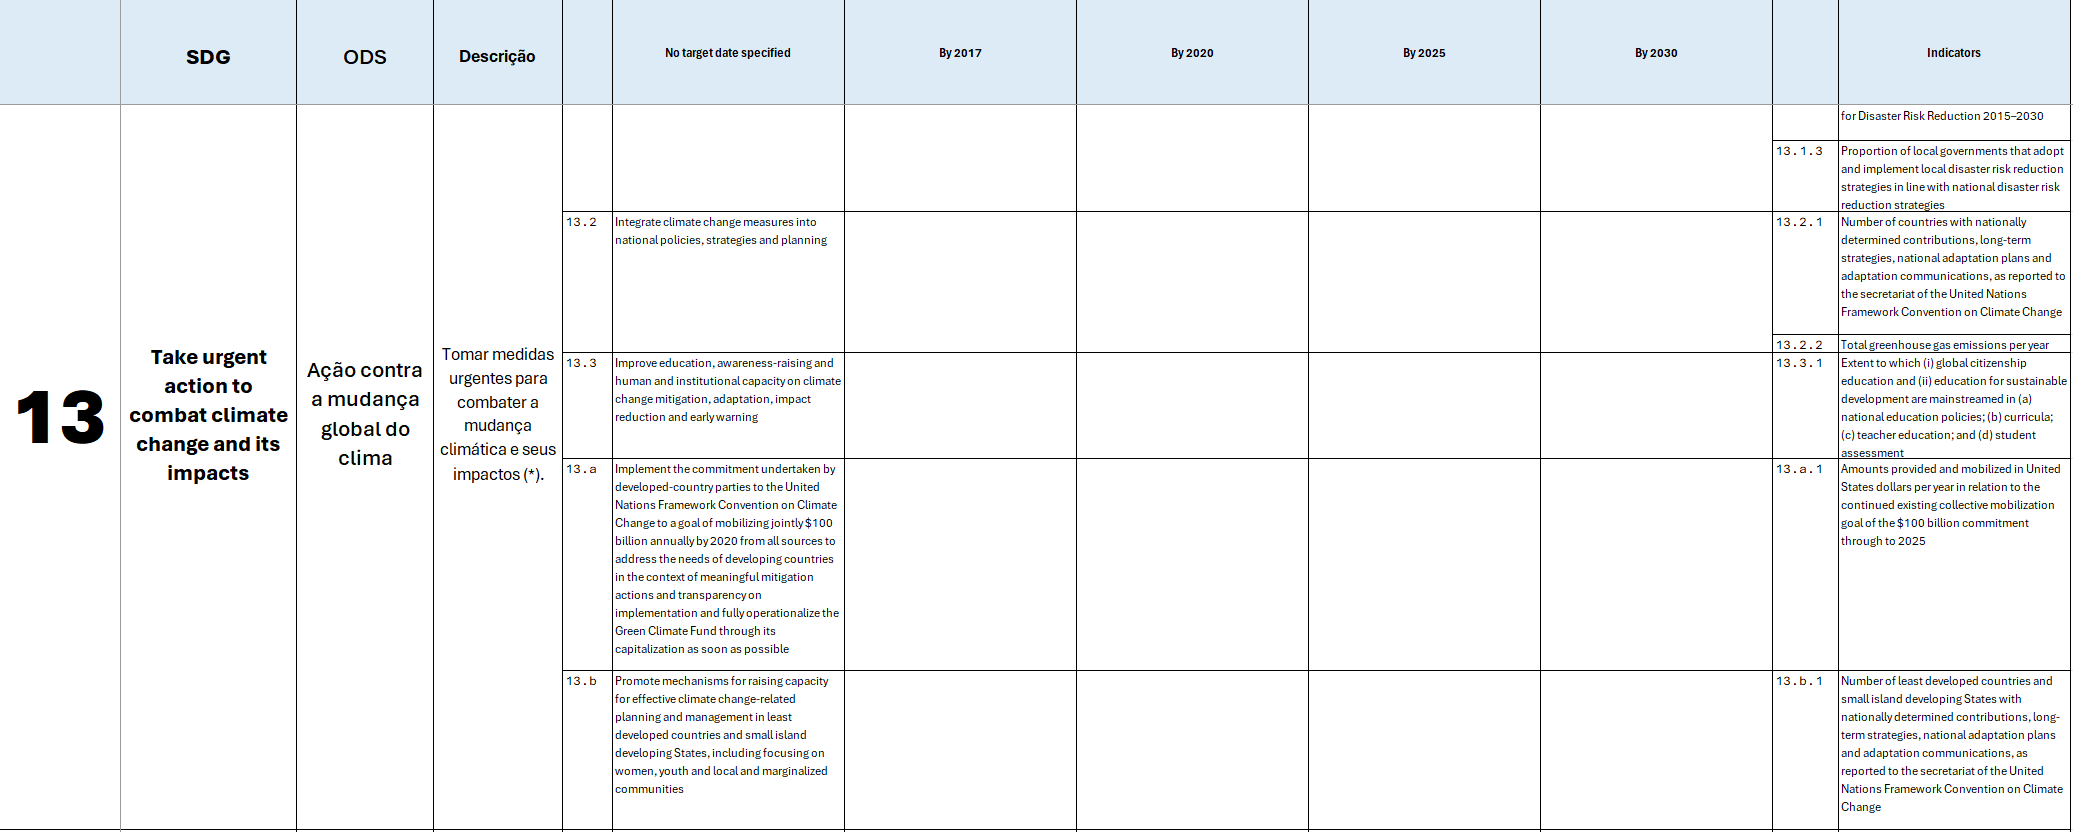 SDG
ODS
Descrição
No target date specified
By 2017
By 2020
By 2025
By 2030
Indicators
13
Take urgent
action to
combat climate
change and its
impacts
Ação contra
a mudança
global do
clima
Tomar medidas
urgentes para
combater a
mudança
climática e seus
impactos (*).
for Disaster Risk Reduction 2015–2030
13.1.3
Proportion of local governments that adopt
and implement local disaster risk reduction
strategies in line with national disaster risk
reduction strategies
13.2
Integrate climate change measures into
national policies, strategies and planning
13.2.1
Number of countries with nationally
determined contributions, long-term
strategies, national adaptation plans and
adaptation communications, as reported to
the secretariat of the United Nations
Framework Convention on Climate Change
13.2.2
Total greenhouse gas emissions per year
13.3
Improve education, awareness-raising and
human and institutional capacity on climate
change mitigation, adaptation, impact
reduction and early warning
13.3.1
Extent to which (i) global citizenship
education and (ii) education for sustainable
development are mainstreamed in (a)
national education policies; (b) curricula;
(c) teacher education; and (d) student
assessment
13.a
Implement the commitment undertaken by
developed-country parties to the United
Nations Framework Convention on Climate
Change to a goal of mobilizing jointly $100
billion annually by 2020 from all sources to
address the needs of developing countries
in the context of meaningful mitigation
actions and transparency on
implementation and fully operationalize the
Green Climate Fund through its
capitalization as soon as possible
13.a.1
Amounts provided and mobilized in United
States dollars per year in relation to the
continued existing collective mobilization
goal of the $100 billion commitment
through to 2025
13.b
Promote mechanisms for raising capacity
for effective climate change-related
planning and management in least
developed countries and small island
developing States, including focusing on
women, youth and local and marginalized
communities
13.b.1
Number of least developed countries and
small island developing States with
nationally determined contributions, long-
term strategies, national adaptation plans
and adaptation communications, as
reported to the secretariat of the United
Nations Framework Convention on Climate
Change